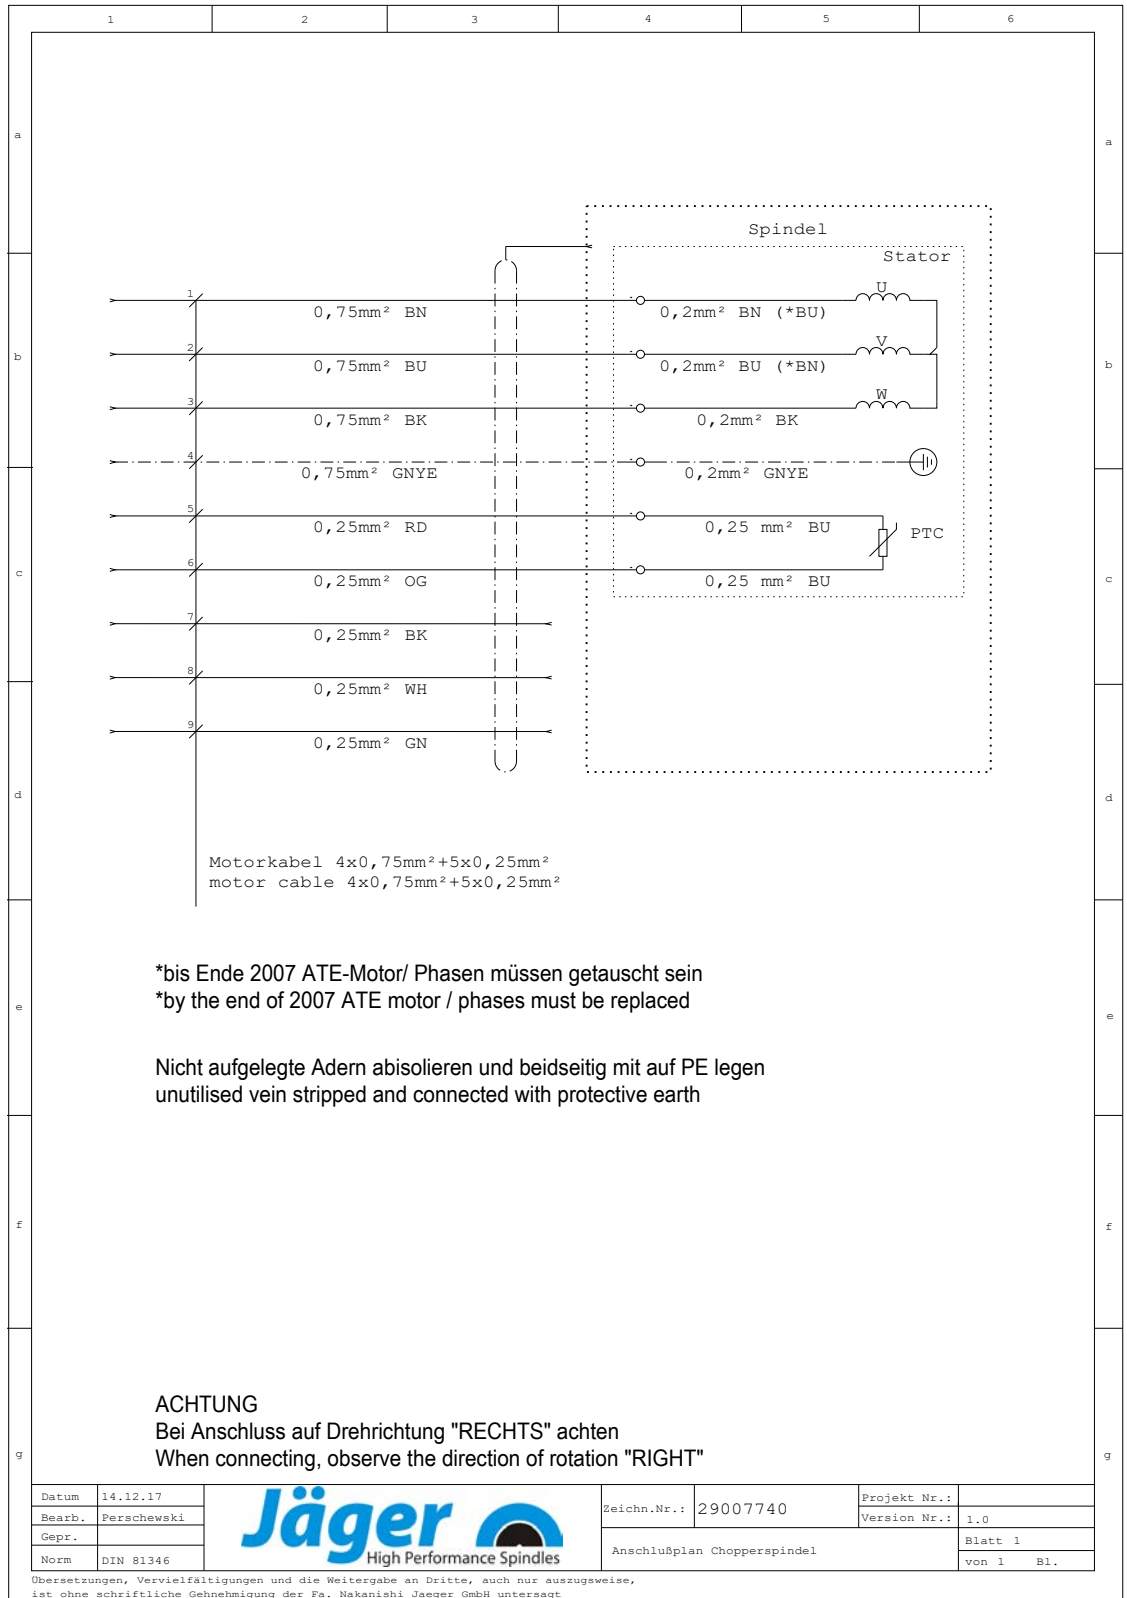 1 2 3 4 5 6
a a
Spindel
Stator
b b
1 0,75mm² BN 0,2mm² BN (*BU) U
2 0,75mm² BU 0,2mm² BU (*BN) V
3 0,75mm² BK 0,2mm² BK W
4 0,75mm² GNYE 0,2mm² GNYE
5 0,25mm² RD 0,25 mm² BU PTC
c c
6 0,25mm² OG 0,25 mm² BU
7 0,25mm² BK
8 0,25mm² WH
9 0,25mm² GN
d d
Motorkabel 4x0,75mm²+5x0,25mm²
motor cable 4x0,75mm²+5x0,25mm²
*bis Ende 2007 ATE-Motor/ Phasen müssen getauscht sein
*by the end of 2007 ATE motor / phases must be replaced
e e
Nicht aufgelegte Adern abisolieren und beidseitig mit auf PE legen
unutilised vein stripped and connected with protective earth
f f
ACHTUNG
Bei Anschluss auf Drehrichtung "RECHTS" achten
When connecting, observe the direction of rotation "RIGHT"
g g
Datum 14.12.17
Bearb. Perschewski
Gepr.
Norm DIN 81346
Jäger
High Performance Spindles
Zeichn.Nr.: 29007740
Anschlußplan Chopperspindel
Projekt Nr.:
Version Nr.: 1.0
Blatt 1
von 1 Bl.
Übersetzungen, Vervielfältigungen und die Weitergabe an Dritte, auch nur auszugsweise,
ist ohne schriftliche Gehnehmigung der Fa. Nakanishi Jaeger GmbH untersagt